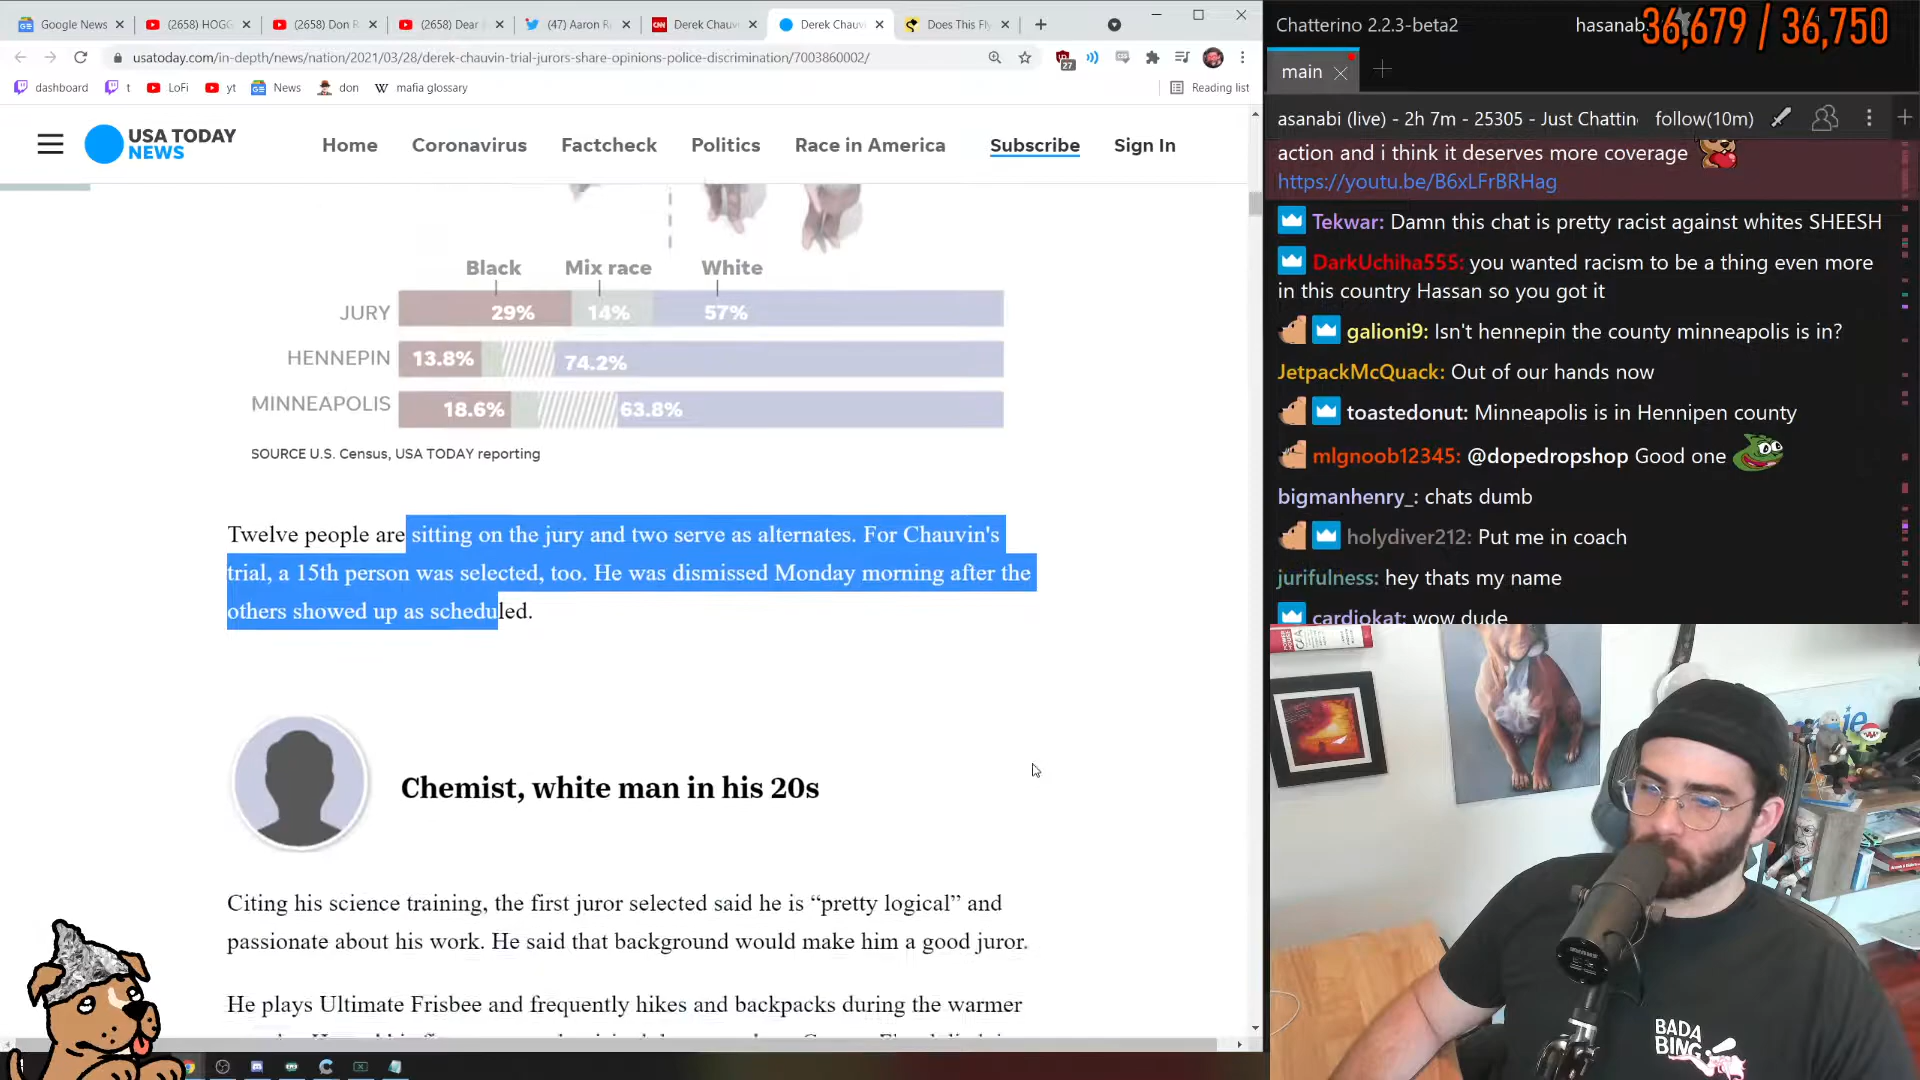 Google News
(2658) HOGG
(2658) Don R
(2658) Dear
(47) Aaron R
Derek Chauv
Derek Chauv
Does This Fly
usatoday.com/in-depth/news/nation/2021/03/28/derek-chauvin-trial-jurors-share-opinions-police-discrimination/7003860002/
27
dashboard
t
LoFi
yt
News
don
W mafia glossary
Reading list
USA TODAY
NEWS
Home
Coronavirus
Factcheck
Politics
Race in America
Subscribe
Sign In
Black
Mix race
White
JURY
29%
14%
57%
HENNEPIN
13.8%
74.2%
MINNEAPOLIS
18.6%
63.8%
SOURCE U.S. Census, USA TODAY reporting
Twelve people are sitting on the jury and two serve as alternates. For Chauvin's
trial, a 15th person was selected, too. He was dismissed Monday morning after the
others showed up as scheduled.
Chemist, white man in his 20s
Citing his science training, the first juror selected said he is “pretty logical” and
passionate about his work. He said that background would make him a good juror.
He plays Ultimate Frisbee and frequently hikes and backpacks during the warmer
Chatterino 2.2.3-beta2
hasanab
36,679 / 36,750
main
asanabi (live) - 2h 7m - 25305 - Just Chattin
follow(10m)
action and i think it deserves more coverage
https://youtu.be/B6xLFrBRHag
Tekwar: Damn this chat is pretty racist against whites SHEESH
DarkUchiha555: you wanted racism to be a thing even more
in this country Hassan so you got it
galioni9: Isn't hennepin the county minneapolis is in?
JetpackMcQuack: Out of our hands now
toastedonut: Minneapolis is in Hennipen county
mlgnoob12345: @dopedropshop Good one
bigmanhenry_: chats dumb
holydiver212: Put me in coach
jurifulness: hey thats my name
cardiokat: wow dude
BADA
BING